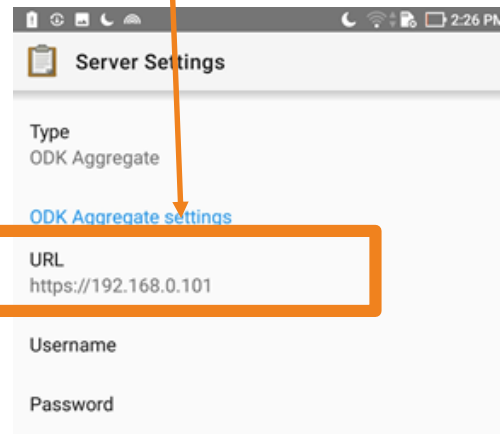 2:26 PM
Server Settings
Type
ODK Aggregate
ODK Aggregate settings
URL
https://192.168.0.101
Username
Password